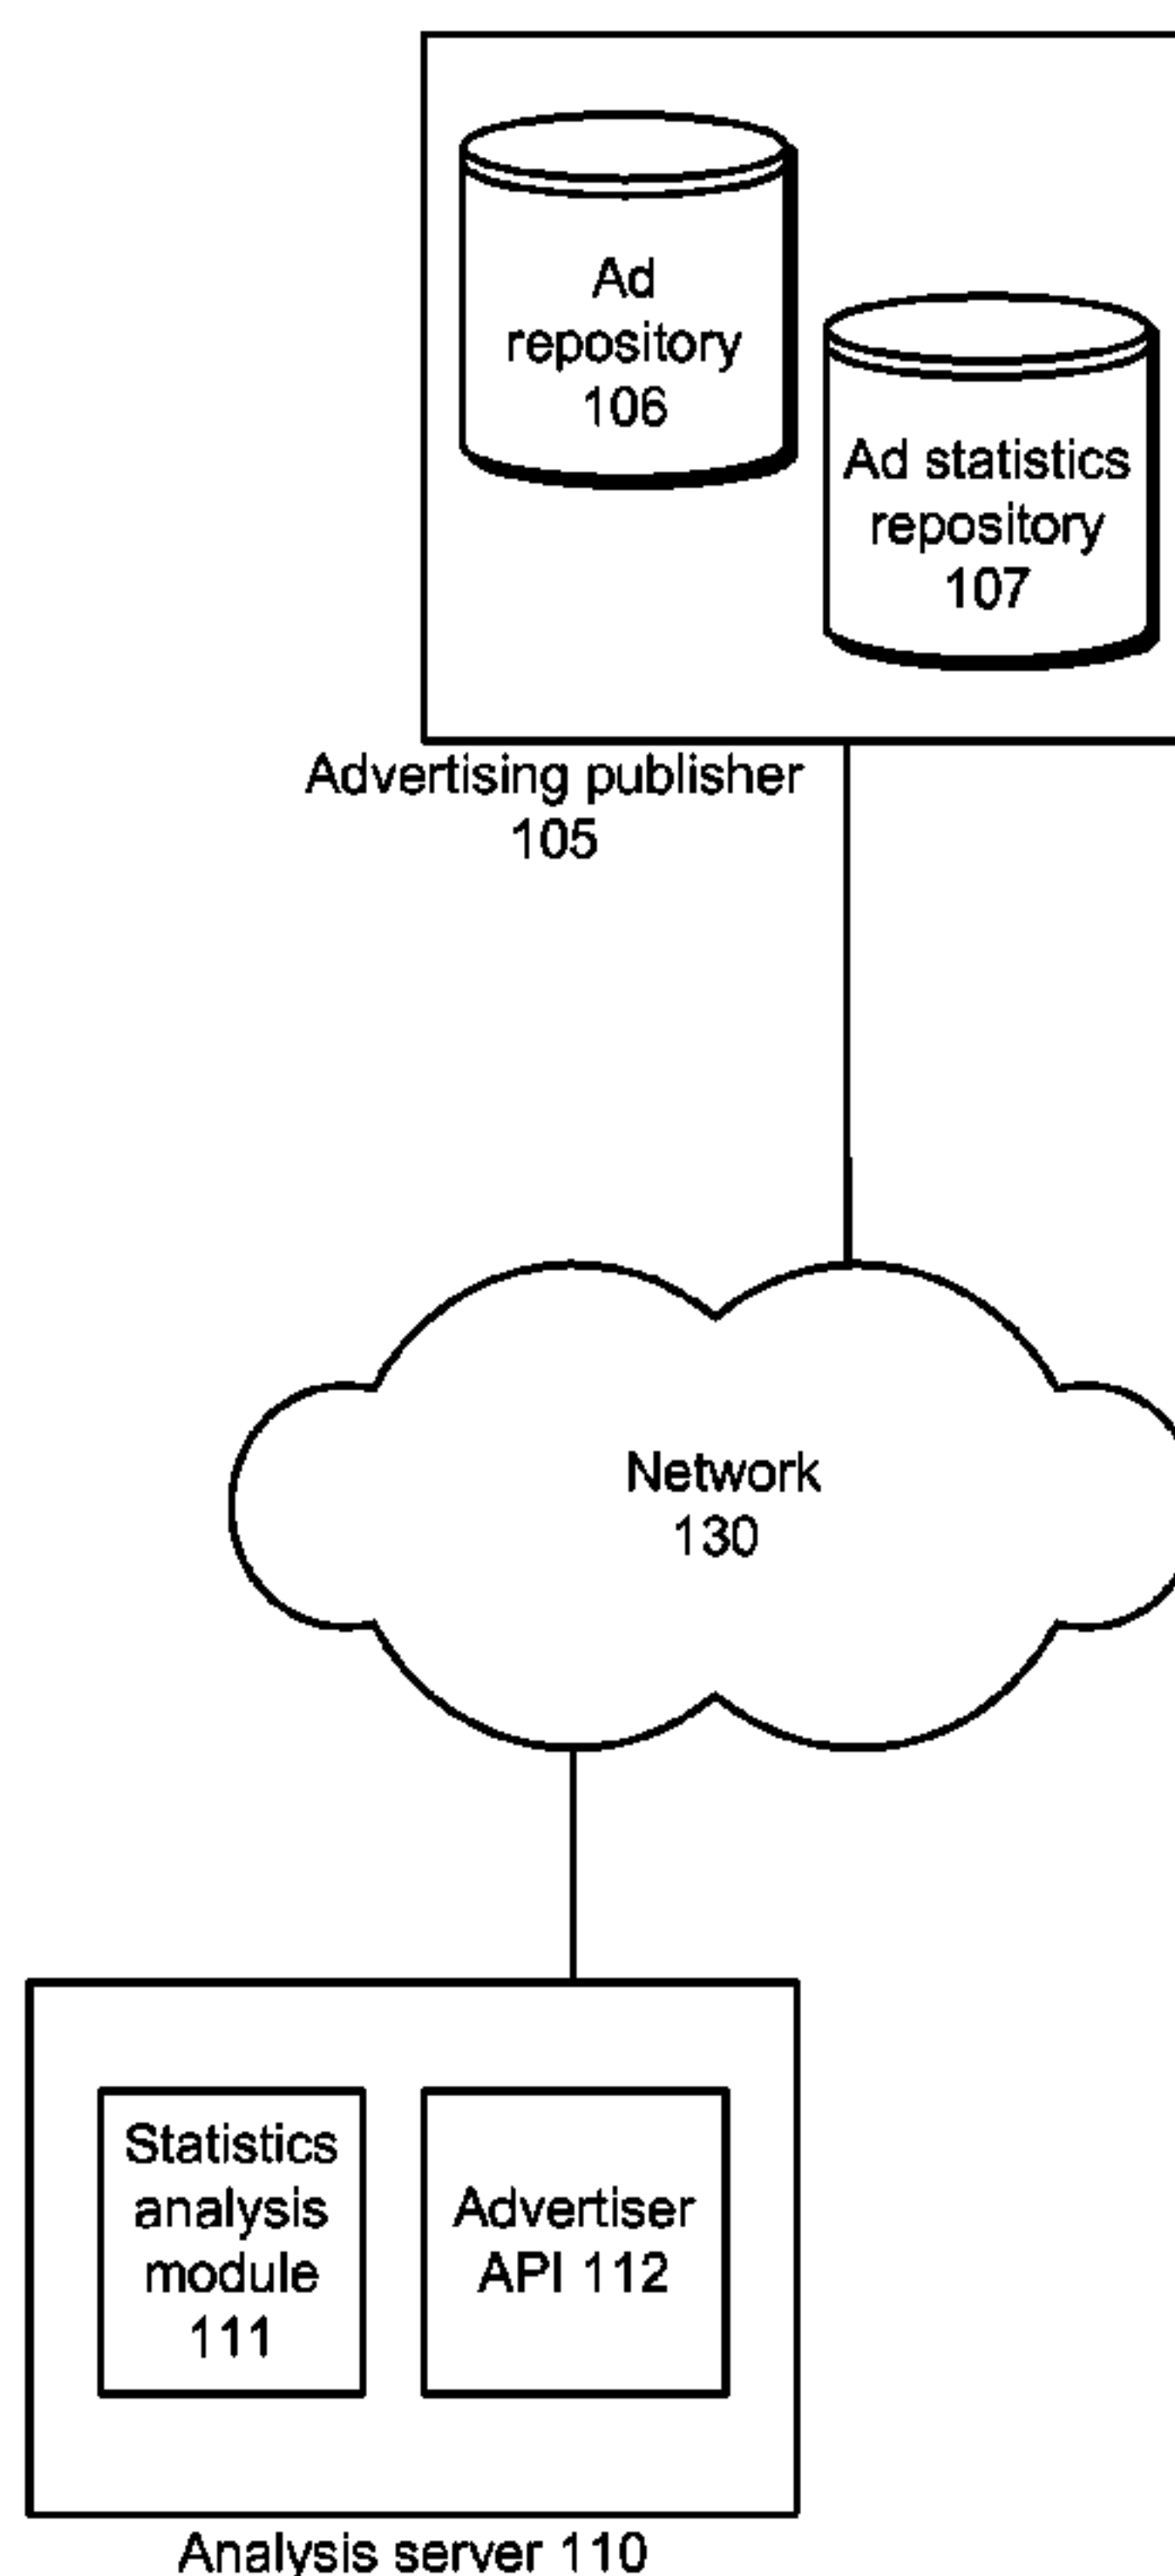 Ad
repository
106
Ad statistics
repository
107
Advertising publisher
105
Network
130
Statistics
analysis
module
111
Advertiser
API 112
Analysis server 110